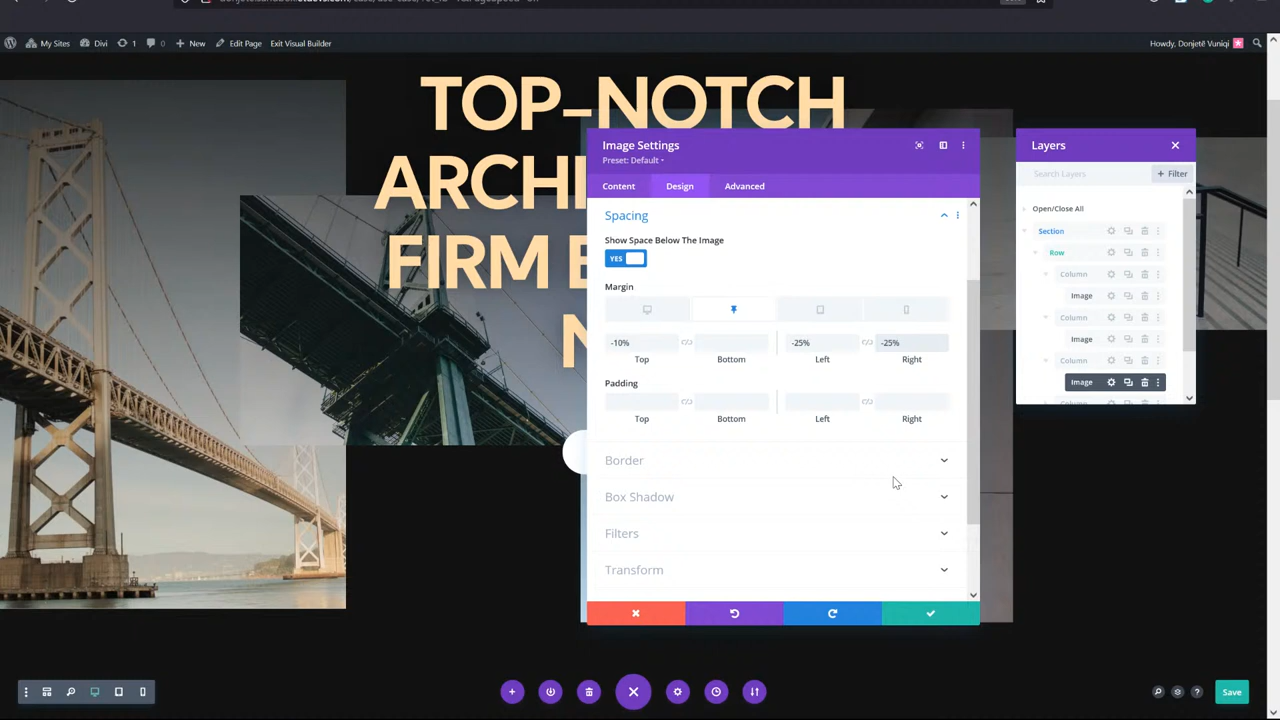 My Sites
Divi
1
0
New
Edit Page
Exit Visual Builder
Howdy, Donjetë Vuniqi
TOP-NOTCH
ARCHI
FIRM B
N
Image Settings
Preset: Default
Content
Design
Advanced
Spacing
Show Space Below The Image
YES
Margin
-10%
-25%
-25%
Top
Bottom
Left
Right
Padding
Top
Bottom
Left
Right
Border
Box Shadow
Filters
Transform
Layers
Search Layers
+ Filter
Open/Close All
Section
Row
Column
Image
Column
Image
Column
Image
Save